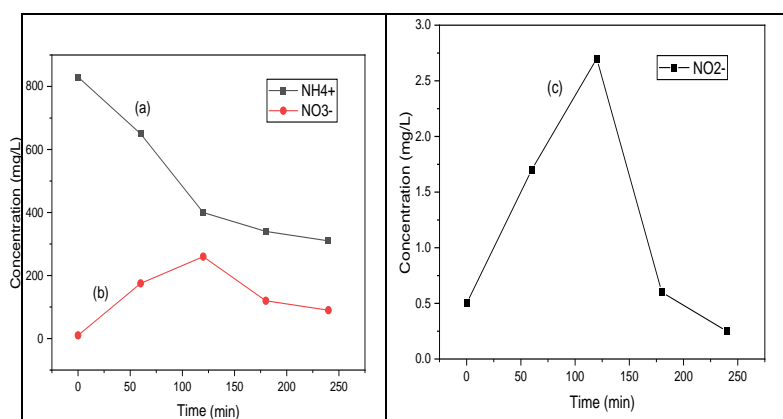 NH4+
NO3-
(a)
(b)
800
600
400
200
0
Concentration (mg/L)
0 50 100 150 200 250
Time (min)
NO2-
(c)
3.0
2.5
2.0
1.5
1.0
0.5
0.0
Concentration (mg/L)
0 50 100 150 200 250
Time (min)